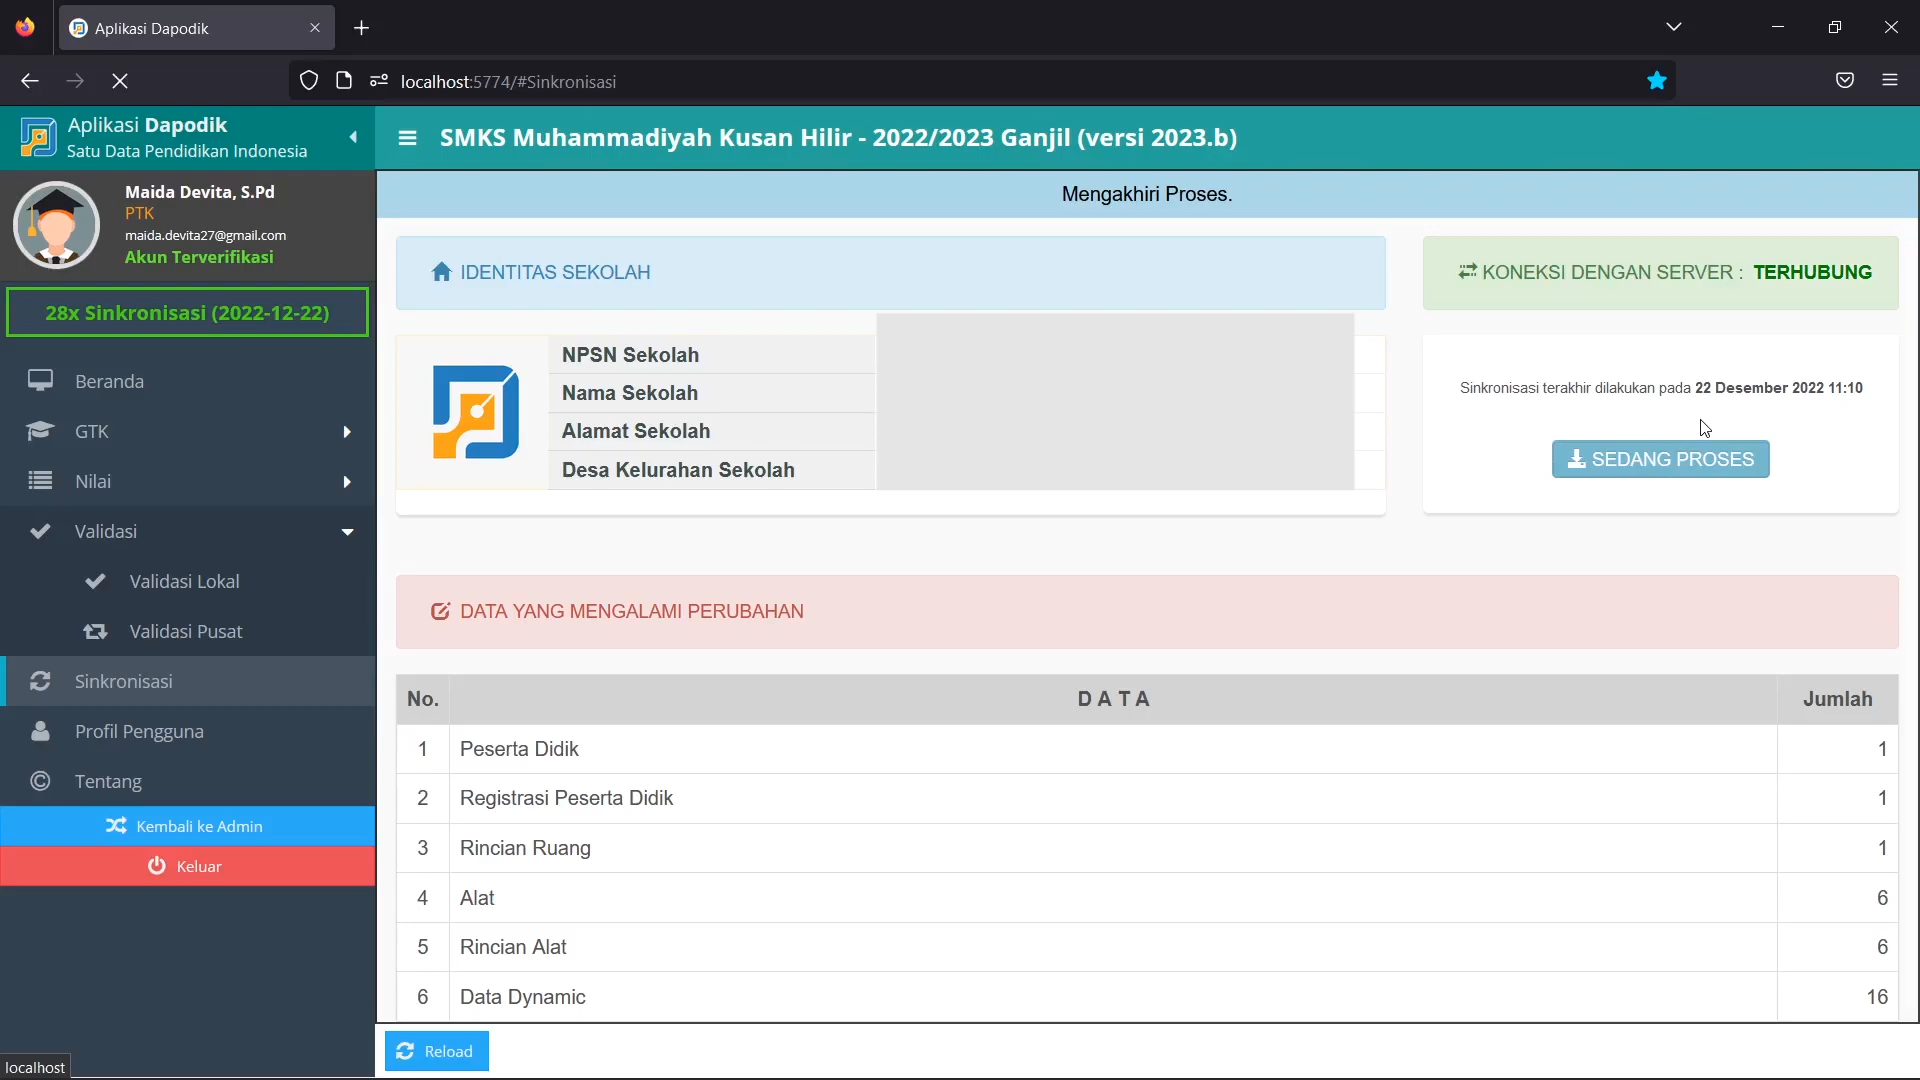 Aplikasi Dapodik
localhost:5774/#Sinkronisasi
Aplikasi Dapodik
Satu Data Pendidikan Indonesia
SMKS Muhammadiyah Kusan Hilir - 2022/2023 Ganjil (versi 2023.b)
Maida Devita, S.Pd
PTK
maida.devita27@gmail.com
Akun Terverifikasi
28x Sinkronisasi (2022-12-22)
Beranda
GTK
Nilai
Validasi
Validasi Lokal
Validasi Pusat
Sinkronisasi
Profil Pengguna
Tentang
Kembali ke Admin
Keluar
localhost
Mengakhiri Proses.
IDENTITAS SEKOLAH
NPSN Sekolah
Nama Sekolah
Alamat Sekolah
Desa Kelurahan Sekolah
KONEKSI DENGAN SERVER : TERHUBUNG
Sinkronisasi terakhir dilakukan pada 22 Desember 2022 11:10
SEDANG PROSES
DATA YANG MENGALAMI PERUBAHAN
No. D A T A Jumlah
1 Peserta Didik 1
2 Registrasi Peserta Didik 1
3 Rincian Ruang 1
4 Alat 6
5 Rincian Alat 6
6 Data Dynamic 16
Reload